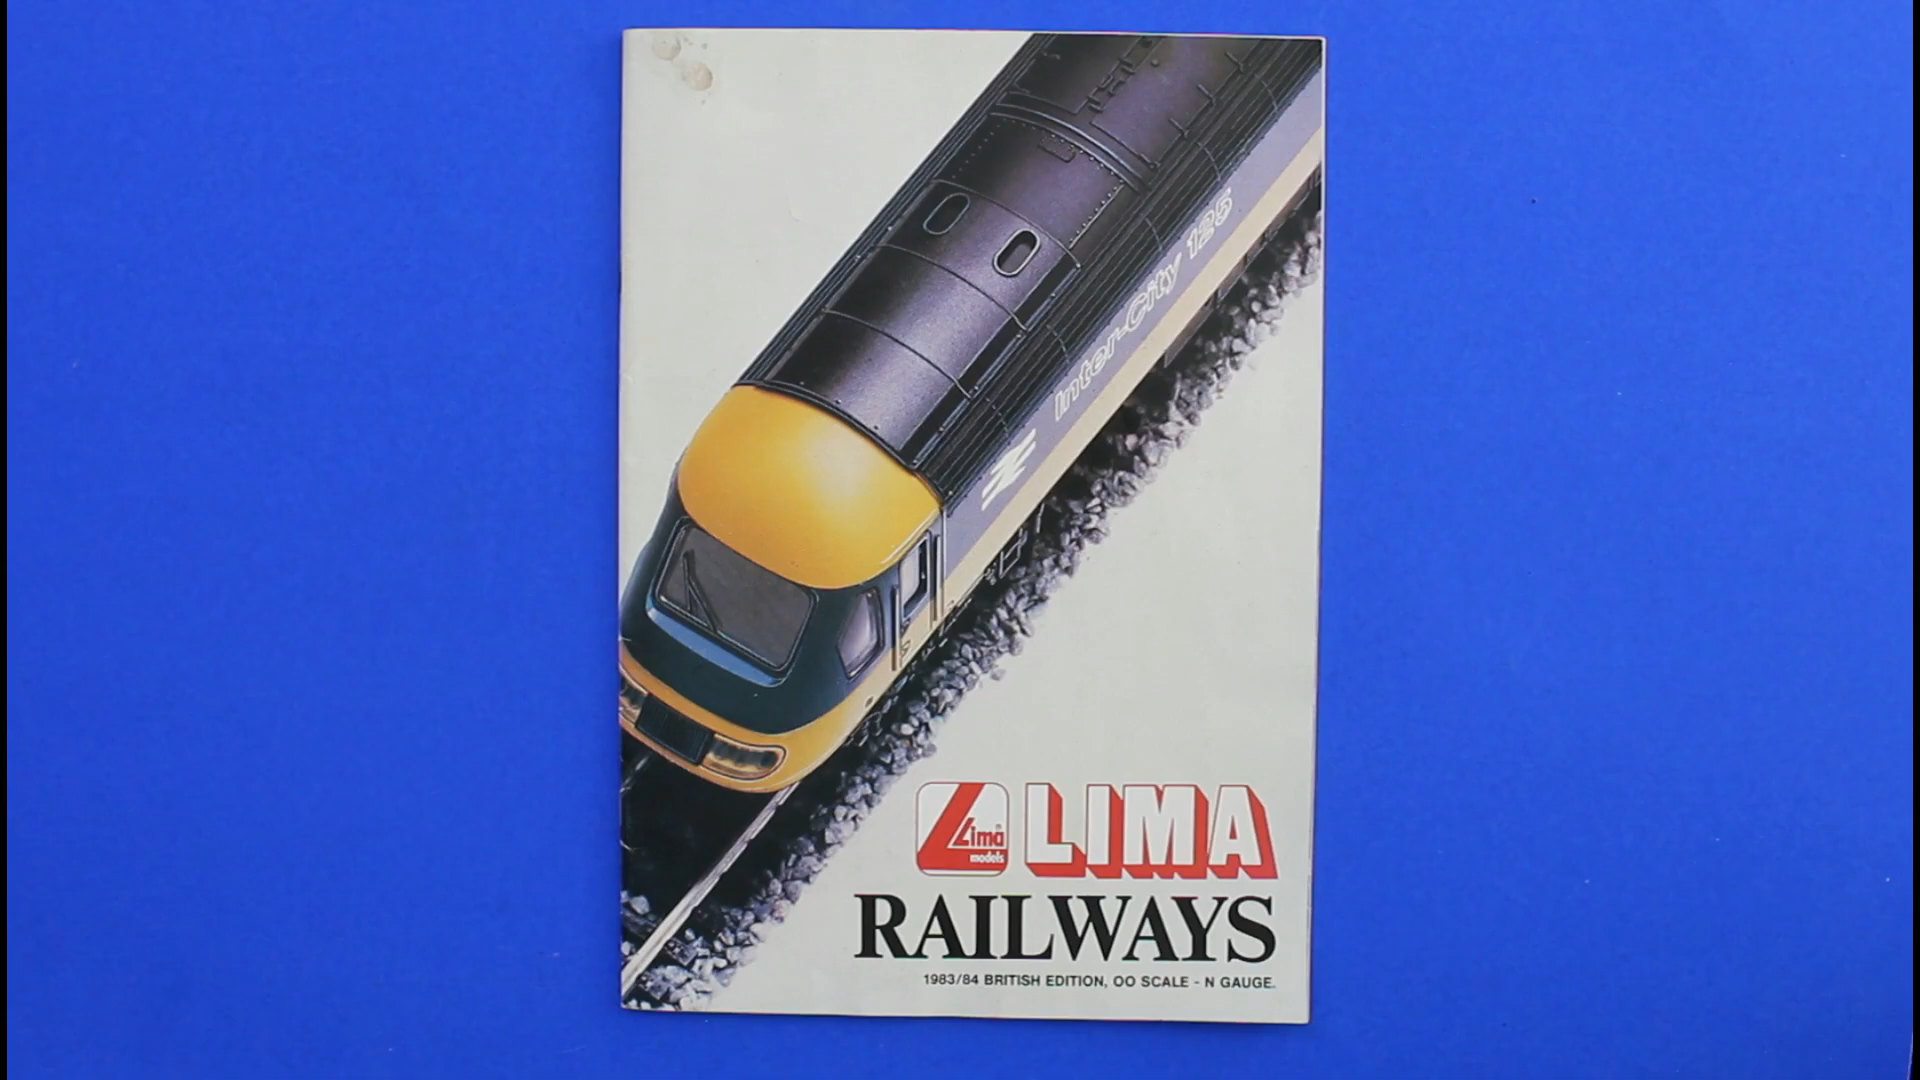 Inter-City 125
Lima
models
LIMA
RAILWAYS
1983/84 BRITISH EDITION, OO SCALE - N GAUGE.